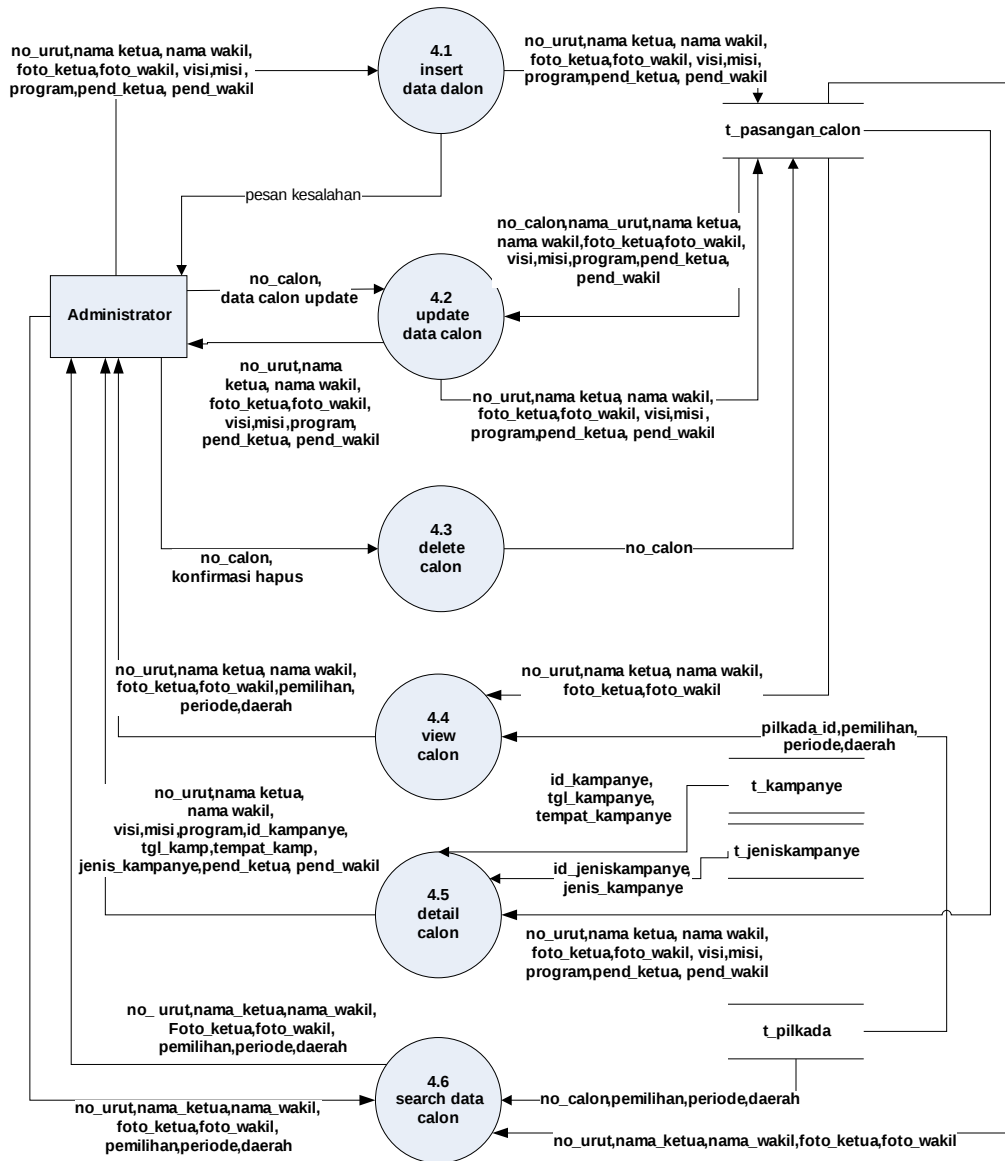 no_urut,nama ketua, nama wakil,
foto_ketua,foto_wakil, visi,misi,
program,pend_ketua, pend_wakil
4.1
insert
data dalon
no_urut,nama ketua, nama wakil,
foto_ketua,foto_wakil, visi,misi,
program,pend_ketua, pend_wakil
t_pasangan_calon
pesan kesalahan
no_calon,nama_urut,nama ketua,
nama wakil,foto_ketua,foto_wakil,
visi,misi,program,pend_ketua,
pend_wakil
Administrator
no_calon,
data calon update
4.2
update
data calon
no_urut,nama
ketua, nama wakil,
foto_ketua,foto_wakil,
visi,misi,program,
pend_ketua, pend_wakil
no_urut,nama ketua, nama wakil,
foto_ketua,foto_wakil, visi,misi,
program,pend_ketua, pend_wakil
4.3
delete
calon
no_calon
no_calon,
konfirmasi hapus
no_urut,nama ketua, nama wakil,
foto_ketua,foto_wakil,pemilihan,
periode,daerah
4.4
view
calon
no_urut,nama ketua, nama wakil,
foto_ketua,foto_wakil
pilkada_id,pemilihan,
periode,daerah
id_kampanye,
tgl_kampanye,
tempat_kampanye
t_kampanye
no_urut,nama ketua,
nama wakil,
visi,misi,program,id_kampanye,
tgl_kamp,tempat_kamp,
jenis_kampanye,pend_ketua, pend_wakil
t_jeniskampanye
id_jeniskampanye,
jenis_kampanye
4.5
detail
calon
no_urut,nama ketua, nama wakil,
foto_ketua,foto_wakil, visi,misi,
program,pend_ketua, pend_wakil
no_ urut,nama_ketua,nama_wakil,
Foto_ketua,foto_wakil,
pemilihan,periode,daerah
t_pilkada
4.6
search data
calon
no_calon,pemilihan,periode,daerah
no_urut,nama_ketua,nama_wakil,
foto_ketua,foto_wakil,
pemilihan,periode,daerah
no_urut,nama_ketua,nama_wakil,foto_ketua,foto_wakil